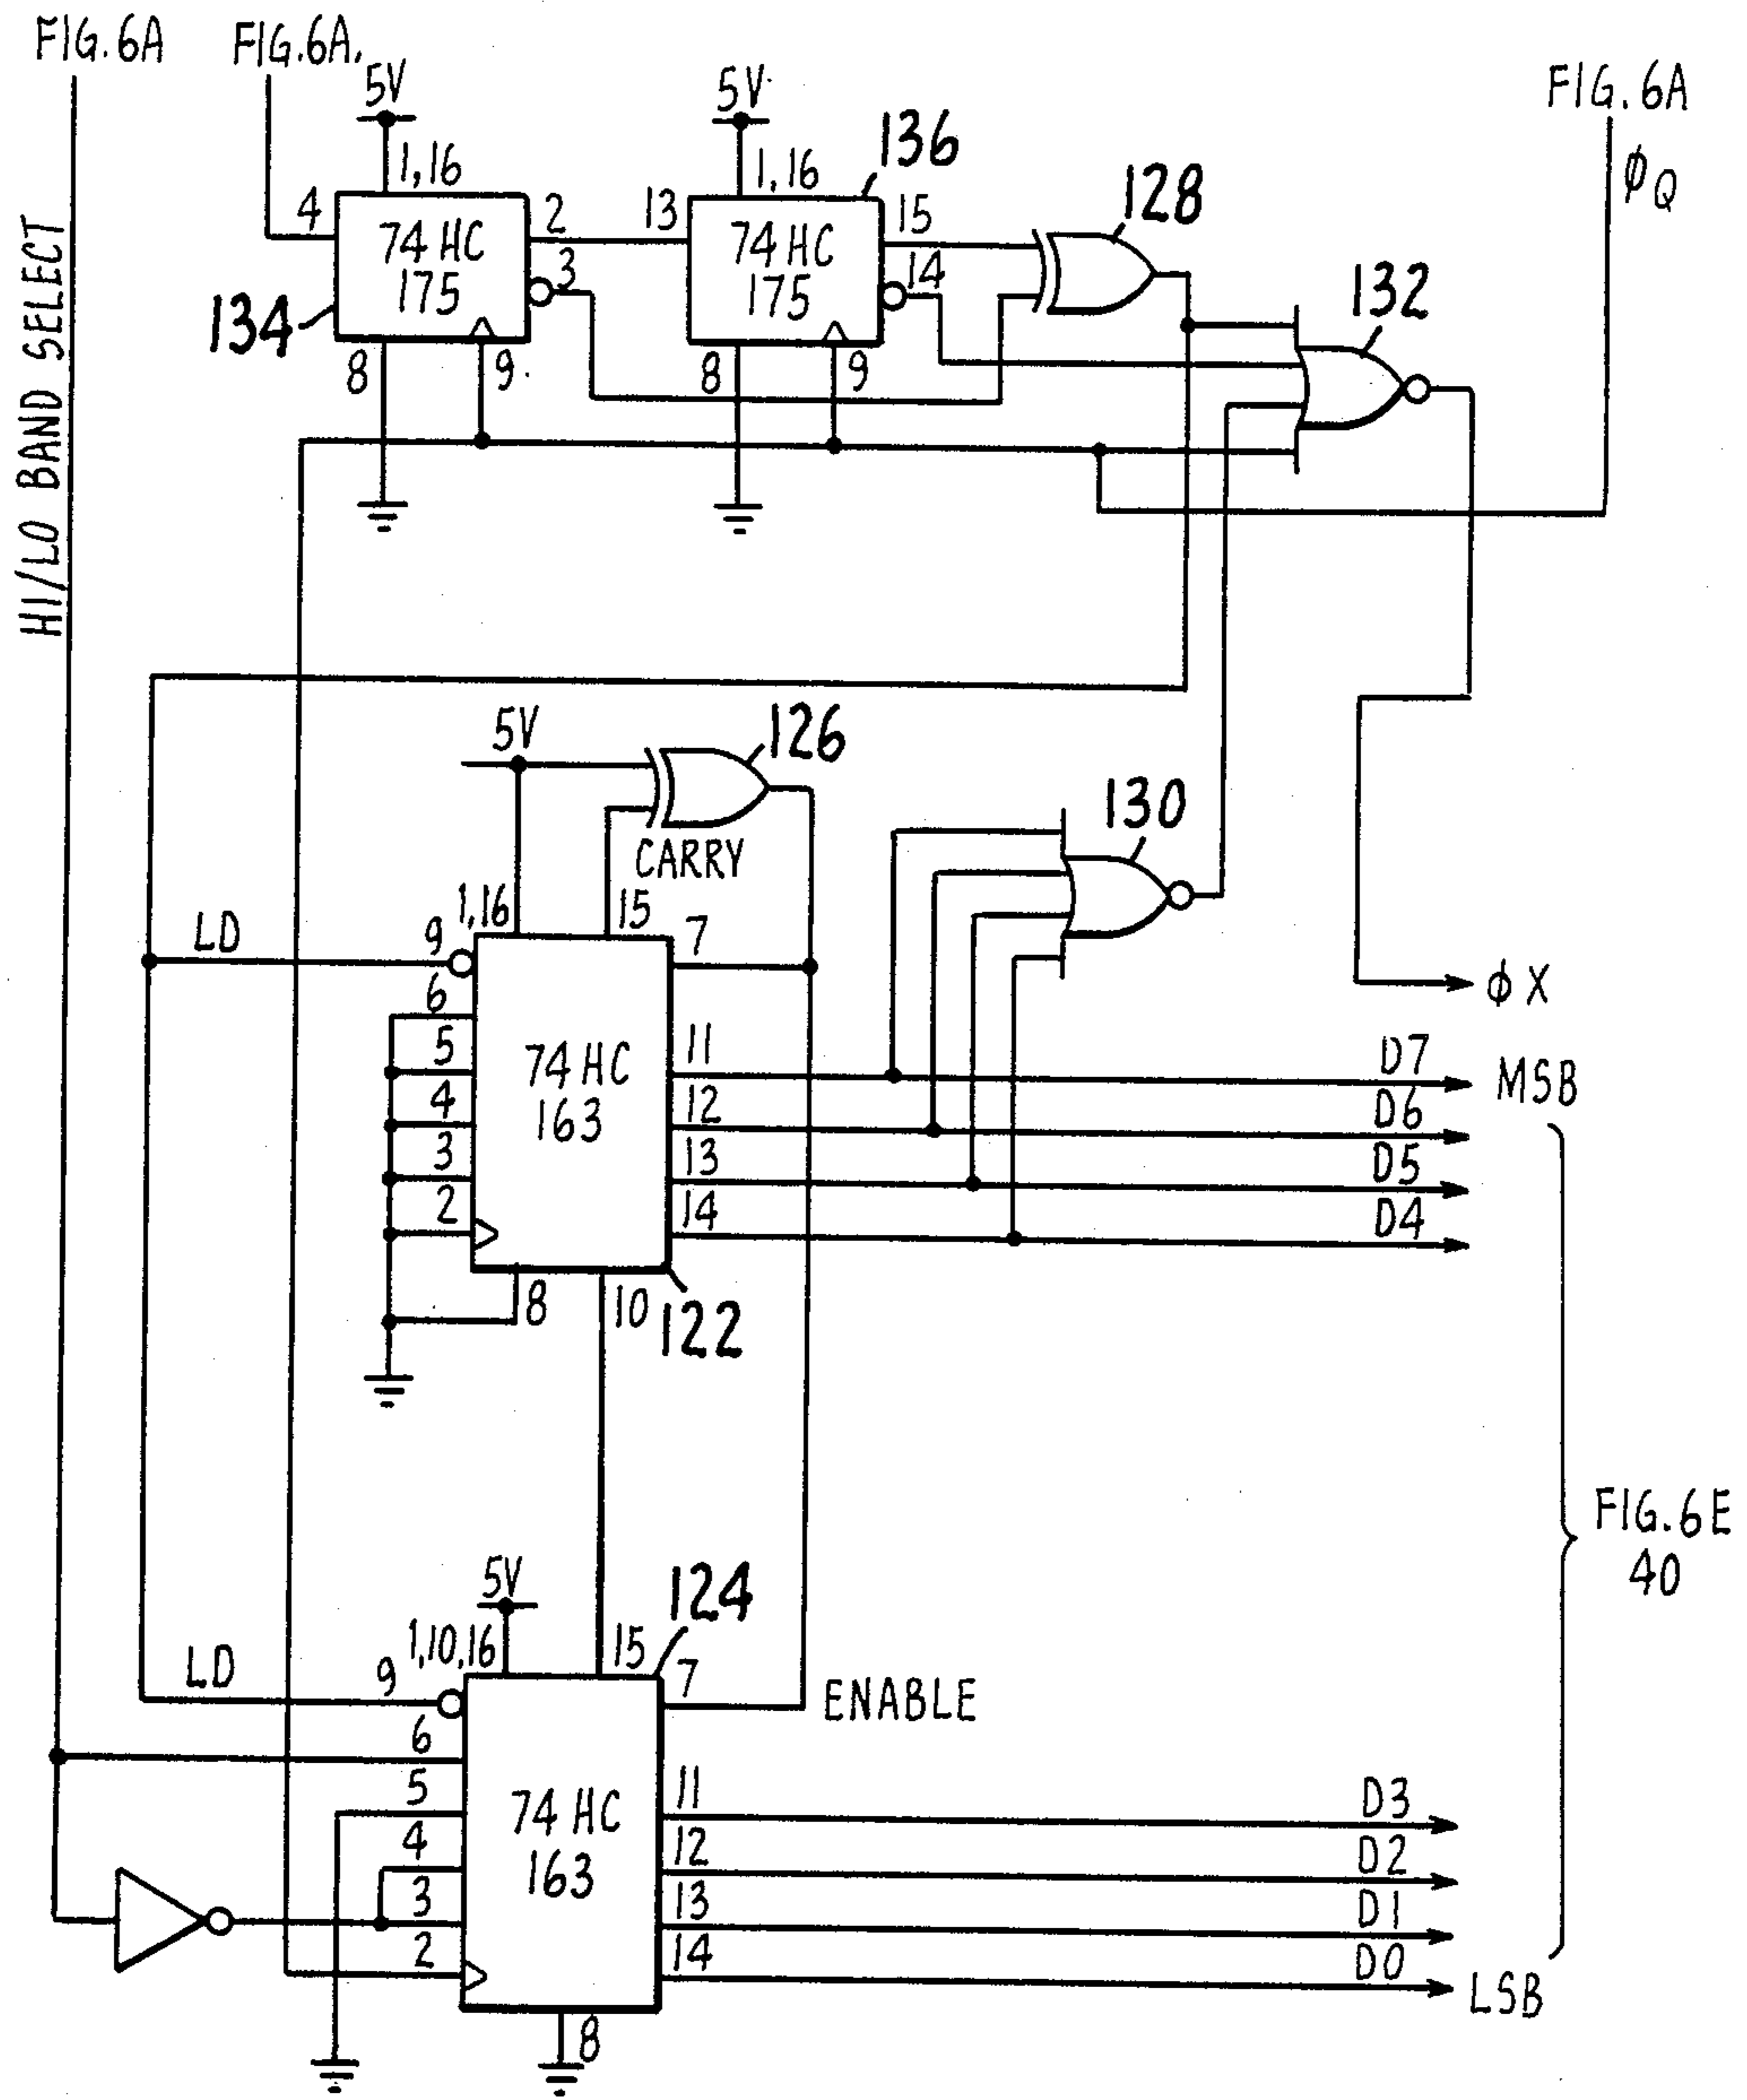 FIG.6A
FIG.6A.
FIG.6A
ϕQ
HI/LO BAND SELECT
5V
5V
1,16
1,16
136
128
4
74 HC
175
2
3
13
74 HC
175
15
14
132
134
8
9
8
9
5V
126
CARRY
130
1,16
15
LD
9
7
6
5
4
3
2
74 HC
163
11
12
13
14
ϕX
D7
MSB
D6
D5
D4
8
10
122
FIG.6E
40
5V
124
1,10,16
15
LD
9
7
ENABLE
6
5
4
3
2
74 HC
163
11
12
13
14
D3
D2
D1
D0
LSB
8